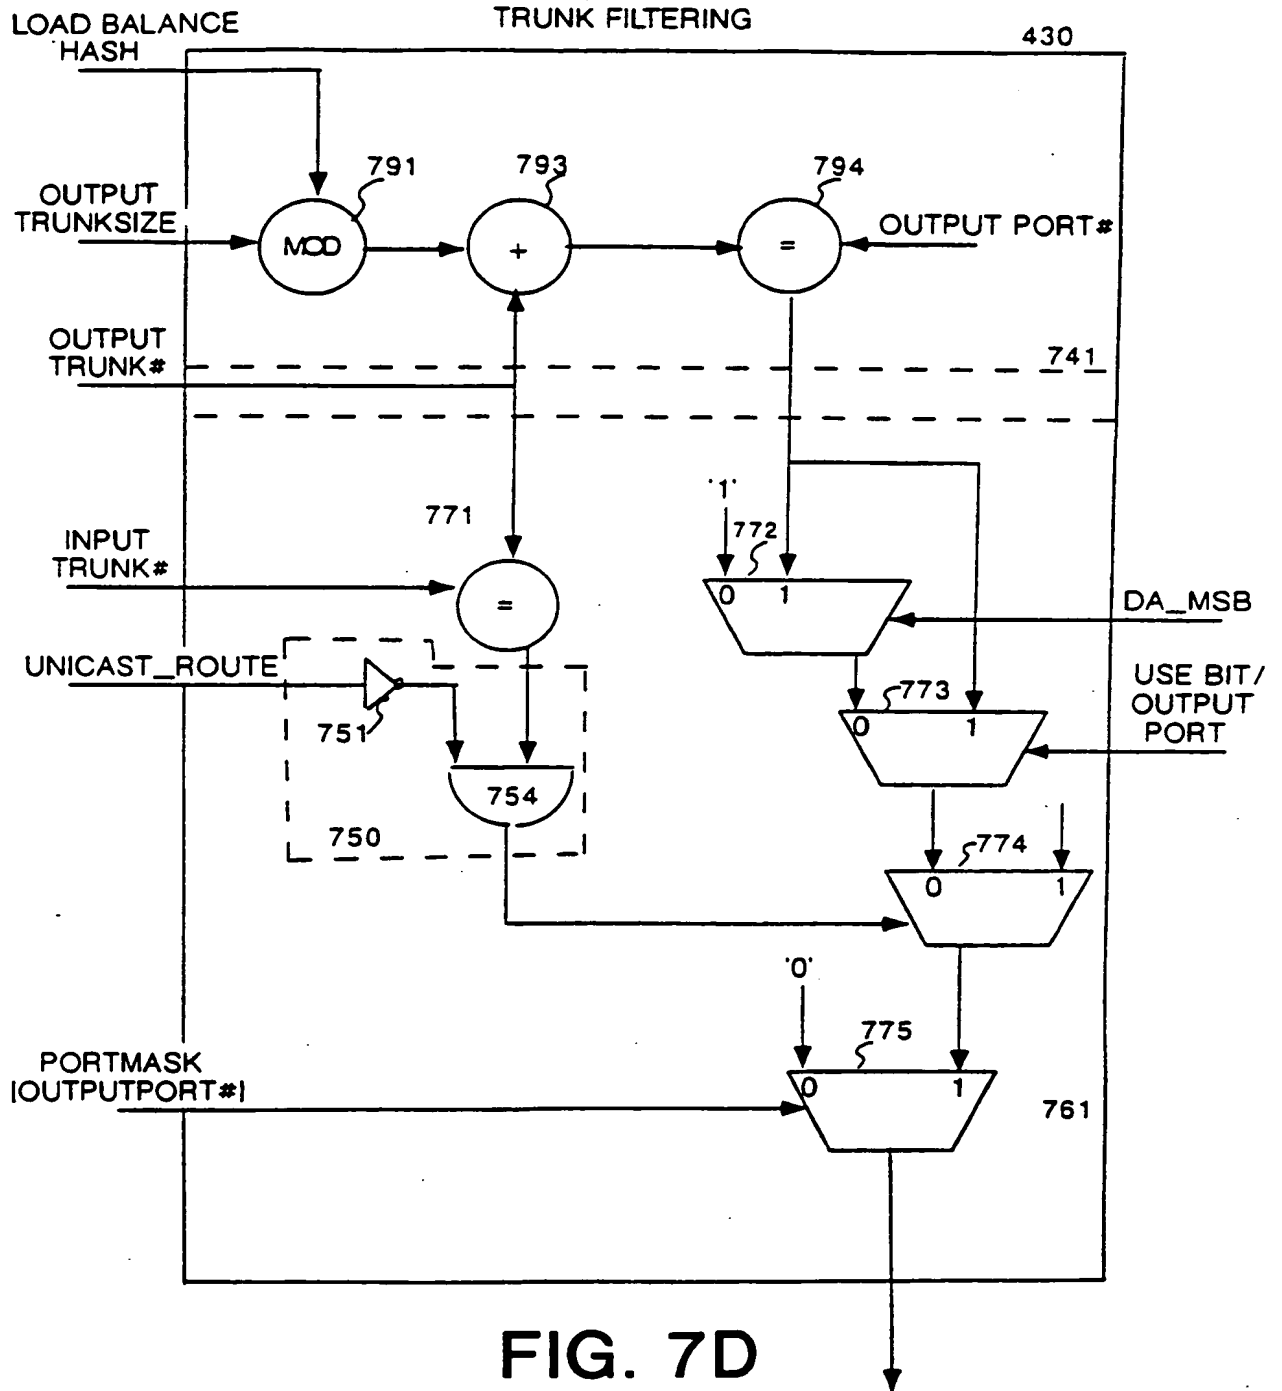 TRUNK FILTERING
430
LOAD BALANCE
HASH
791
793
794
OUTPUT
TRUNKSIZE
MOD
+
=
OUTPUT PORT#
OUTPUT
TRUNK#
741
'1'
771
772
INPUT
TRUNK#
=
0 1
DA_MSB
UNICAST_ROUTE
751
773
0 1
USE BIT/
OUTPUT
PORT
754
750
774
0 1
'0'
775
PORTMASK
[OUTPUTPORT#]
0 1
761
FIG. 7D